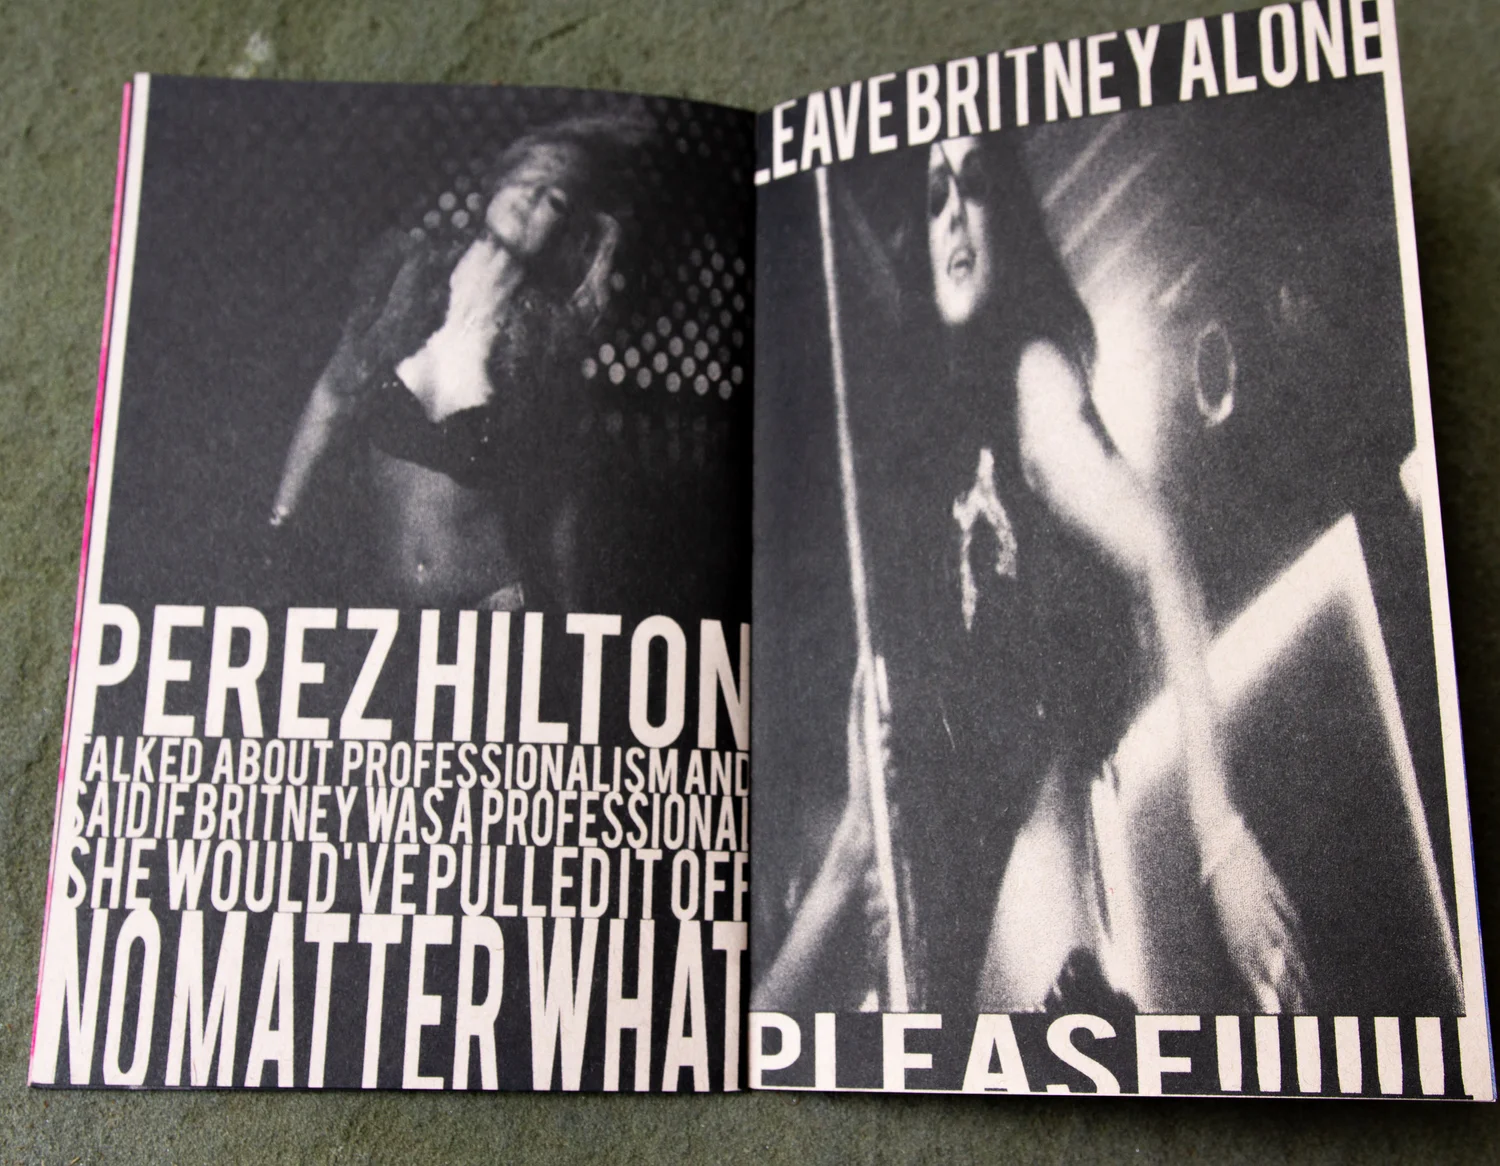 PEREZ HILTON
TALKED ABOUT PROFESSIONALISM AND
SAID IF BRITNEY WAS A PROFESSIONAL
SHE WOULD'VE PULLED IT OFF
NO MATTER WHAT
LEAVE BRITNEY ALONE
PLEASE!!!!!!!